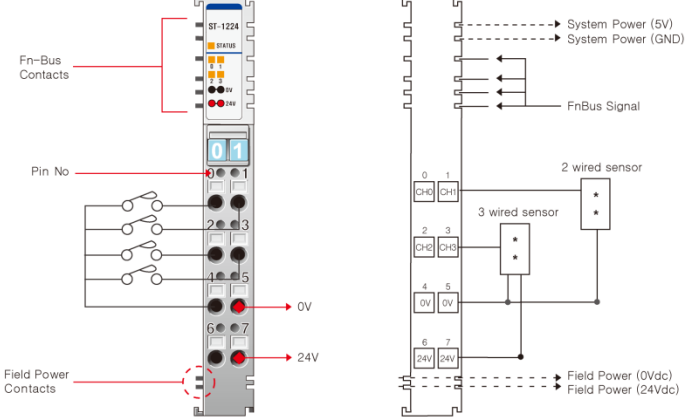 ST-1224
STATUS
0 1
2 3
0V
24V
Fn-Bus
Contacts
0 1
Pin No
0 1
2 3
4 5
0V
6 7
24V
Field Power
Contacts
System Power (5V)
System Power (GND)
FnBus Signal
2 wired sensor
0 1
CH0 CH1
*
*
3 wired sensor
2 3
CH2 CH3
*
*
4 5
0V 0V
6 7
24V 24V
Field Power (0Vdc)
Field Power (24Vdc)